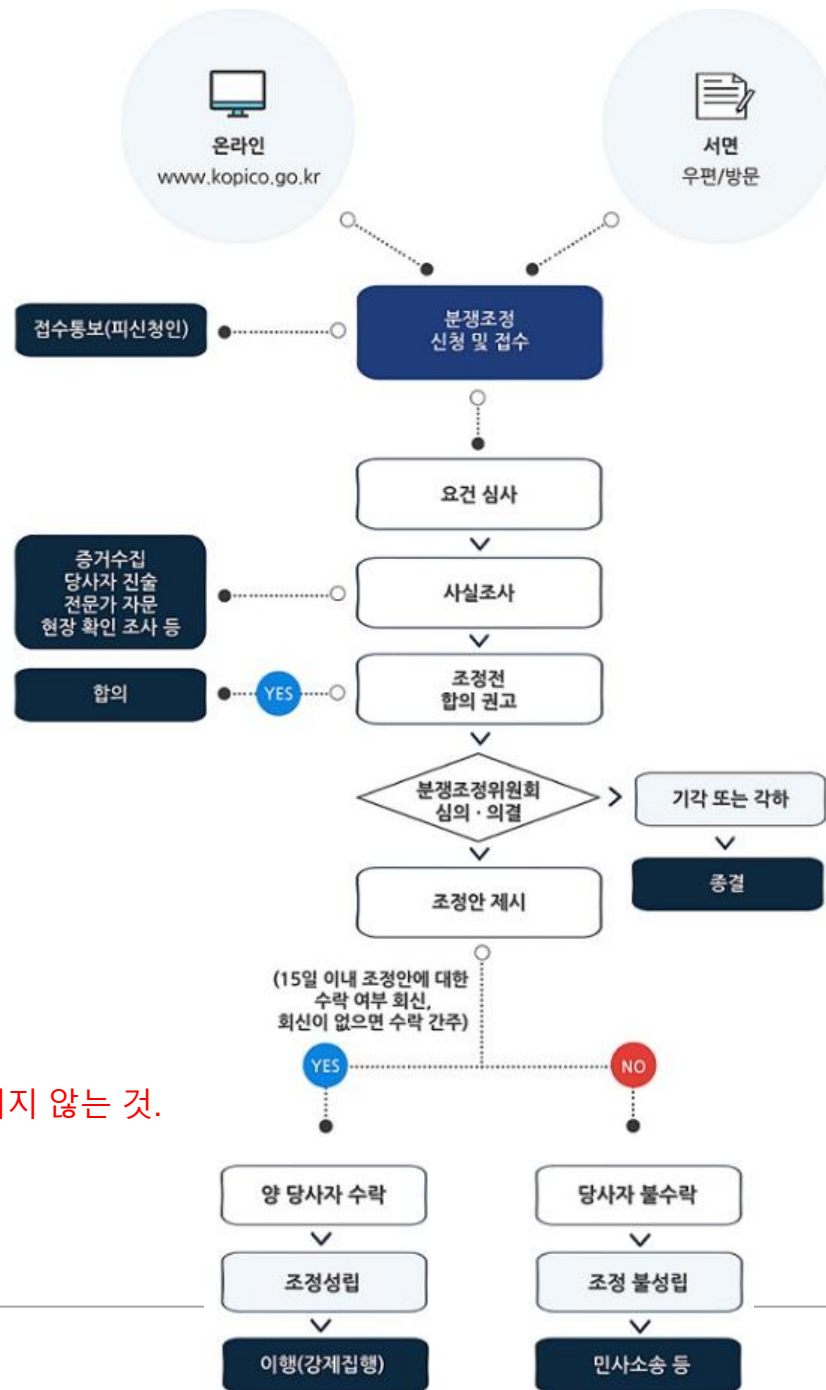 온라인
www.kopico.go.kr
서면
우편/방문
접수통보(피신청인)
분쟁조정
신청 및 접수
요건 심사
증거수집
당사자 진술
전문가 자문
현장 확인 조사 등
사실조사
합의
YES
조정전
합의 권고
분쟁조정위원회
심의 · 의결
기각 또는 각하
종결
조정안 제시
(15일 이내 조정안에 대한
수락 여부 회신,
회신이 없으면 수락 간주)
YES
NO
지 않는 것.
양 당사자 수락
당사자 불수락
조정성립
조정 불성립
이행(강제집행)
민사소송 등